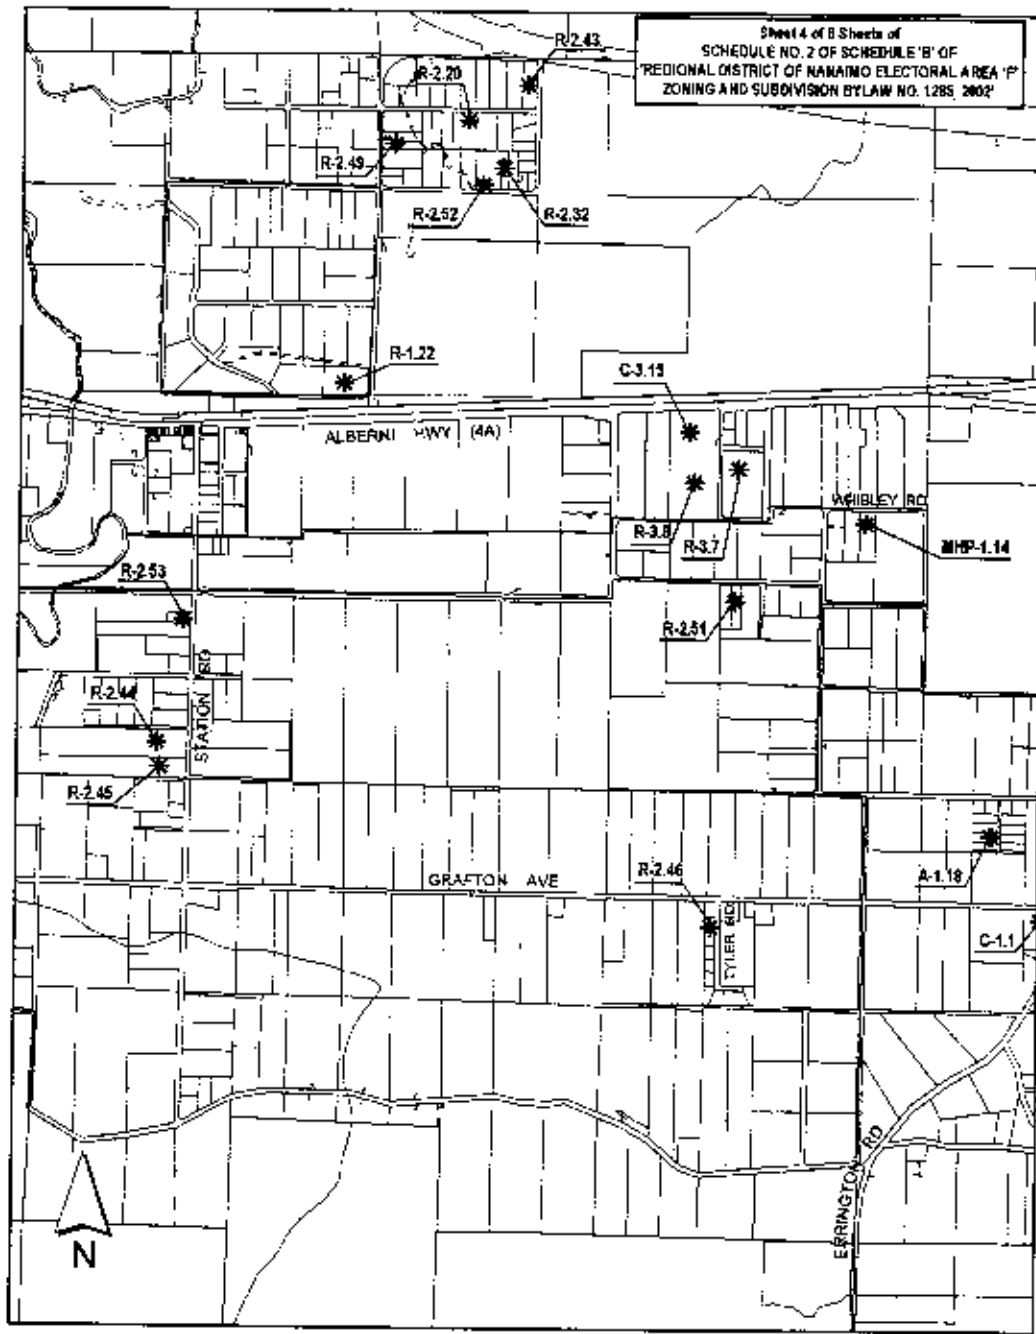 Sheet 4 of 8 Sheets of
SCHEDULE NO. 2 OF SCHEDULE 'B' OF
'REGIONAL DISTRICT OF NANAIMO ELECTORAL AREA 'F'
ZONING AND SUBDIVISION BYLAW NO. 1285, 2002'
R-2.43
R-2.20
R-2.49
R-2.52
R-2.32
R-1.22
C-3.15
ALBERNI HWY (4A)
WHIBLEY RD
R-3.8
R-3.7
MHP-1.14
R-2.53
R-2.51
STATION RD
R-2.44
R-2.45
A-1.18
GRAFTON AVE
R-2.46
TYLER RD
C-1.1
ERRINGTON RD
N